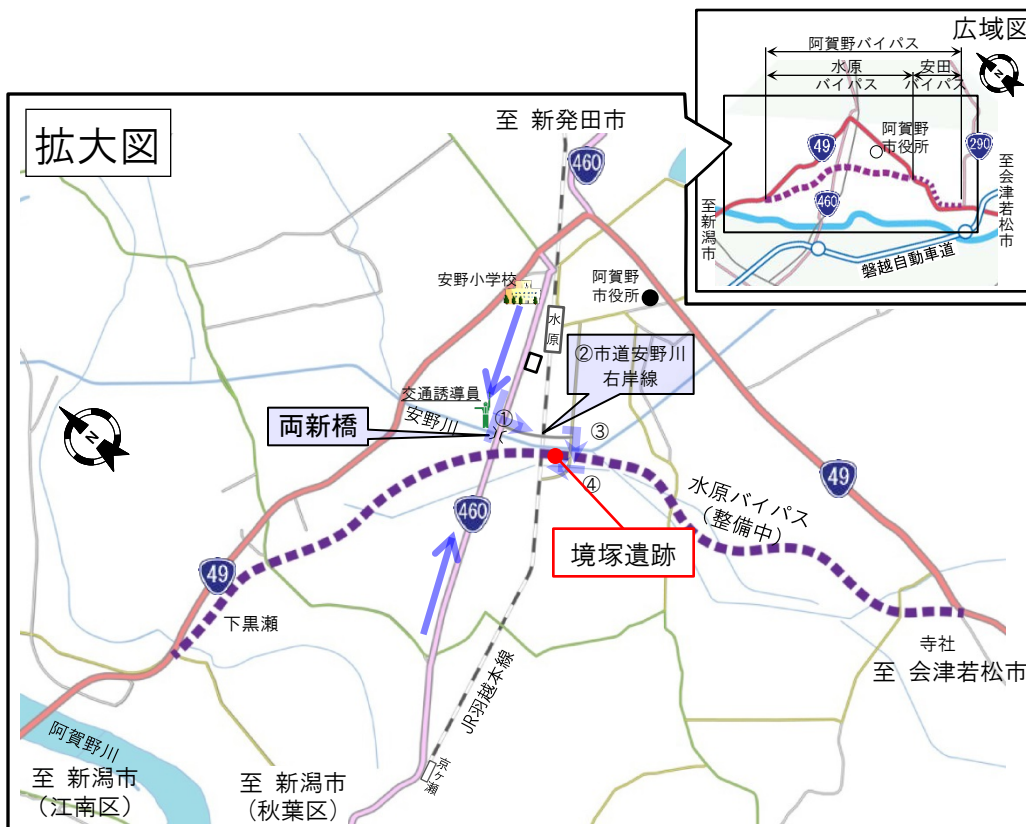 広域図
阿賀野バイパス
水原
バイパス
安田
バイパス
N
49
阿賀野
市役所
290
460
至新潟市
至会津若松市
磐越自動車道
拡大図
至 新発田市
460
安野小学校
阿賀野
市役所
水原
②市道安野川
右岸線
交通誘導員
安野川
①
両新橋
③
④
N
49
水原バイパス
(整備中)
460
境塚遺跡
49
下黒瀬
寺社
至 会津若松市
JR羽越本線
阿賀野川
京ヶ瀬
至 新潟市
(江南区)
至 新潟市
(秋葉区)